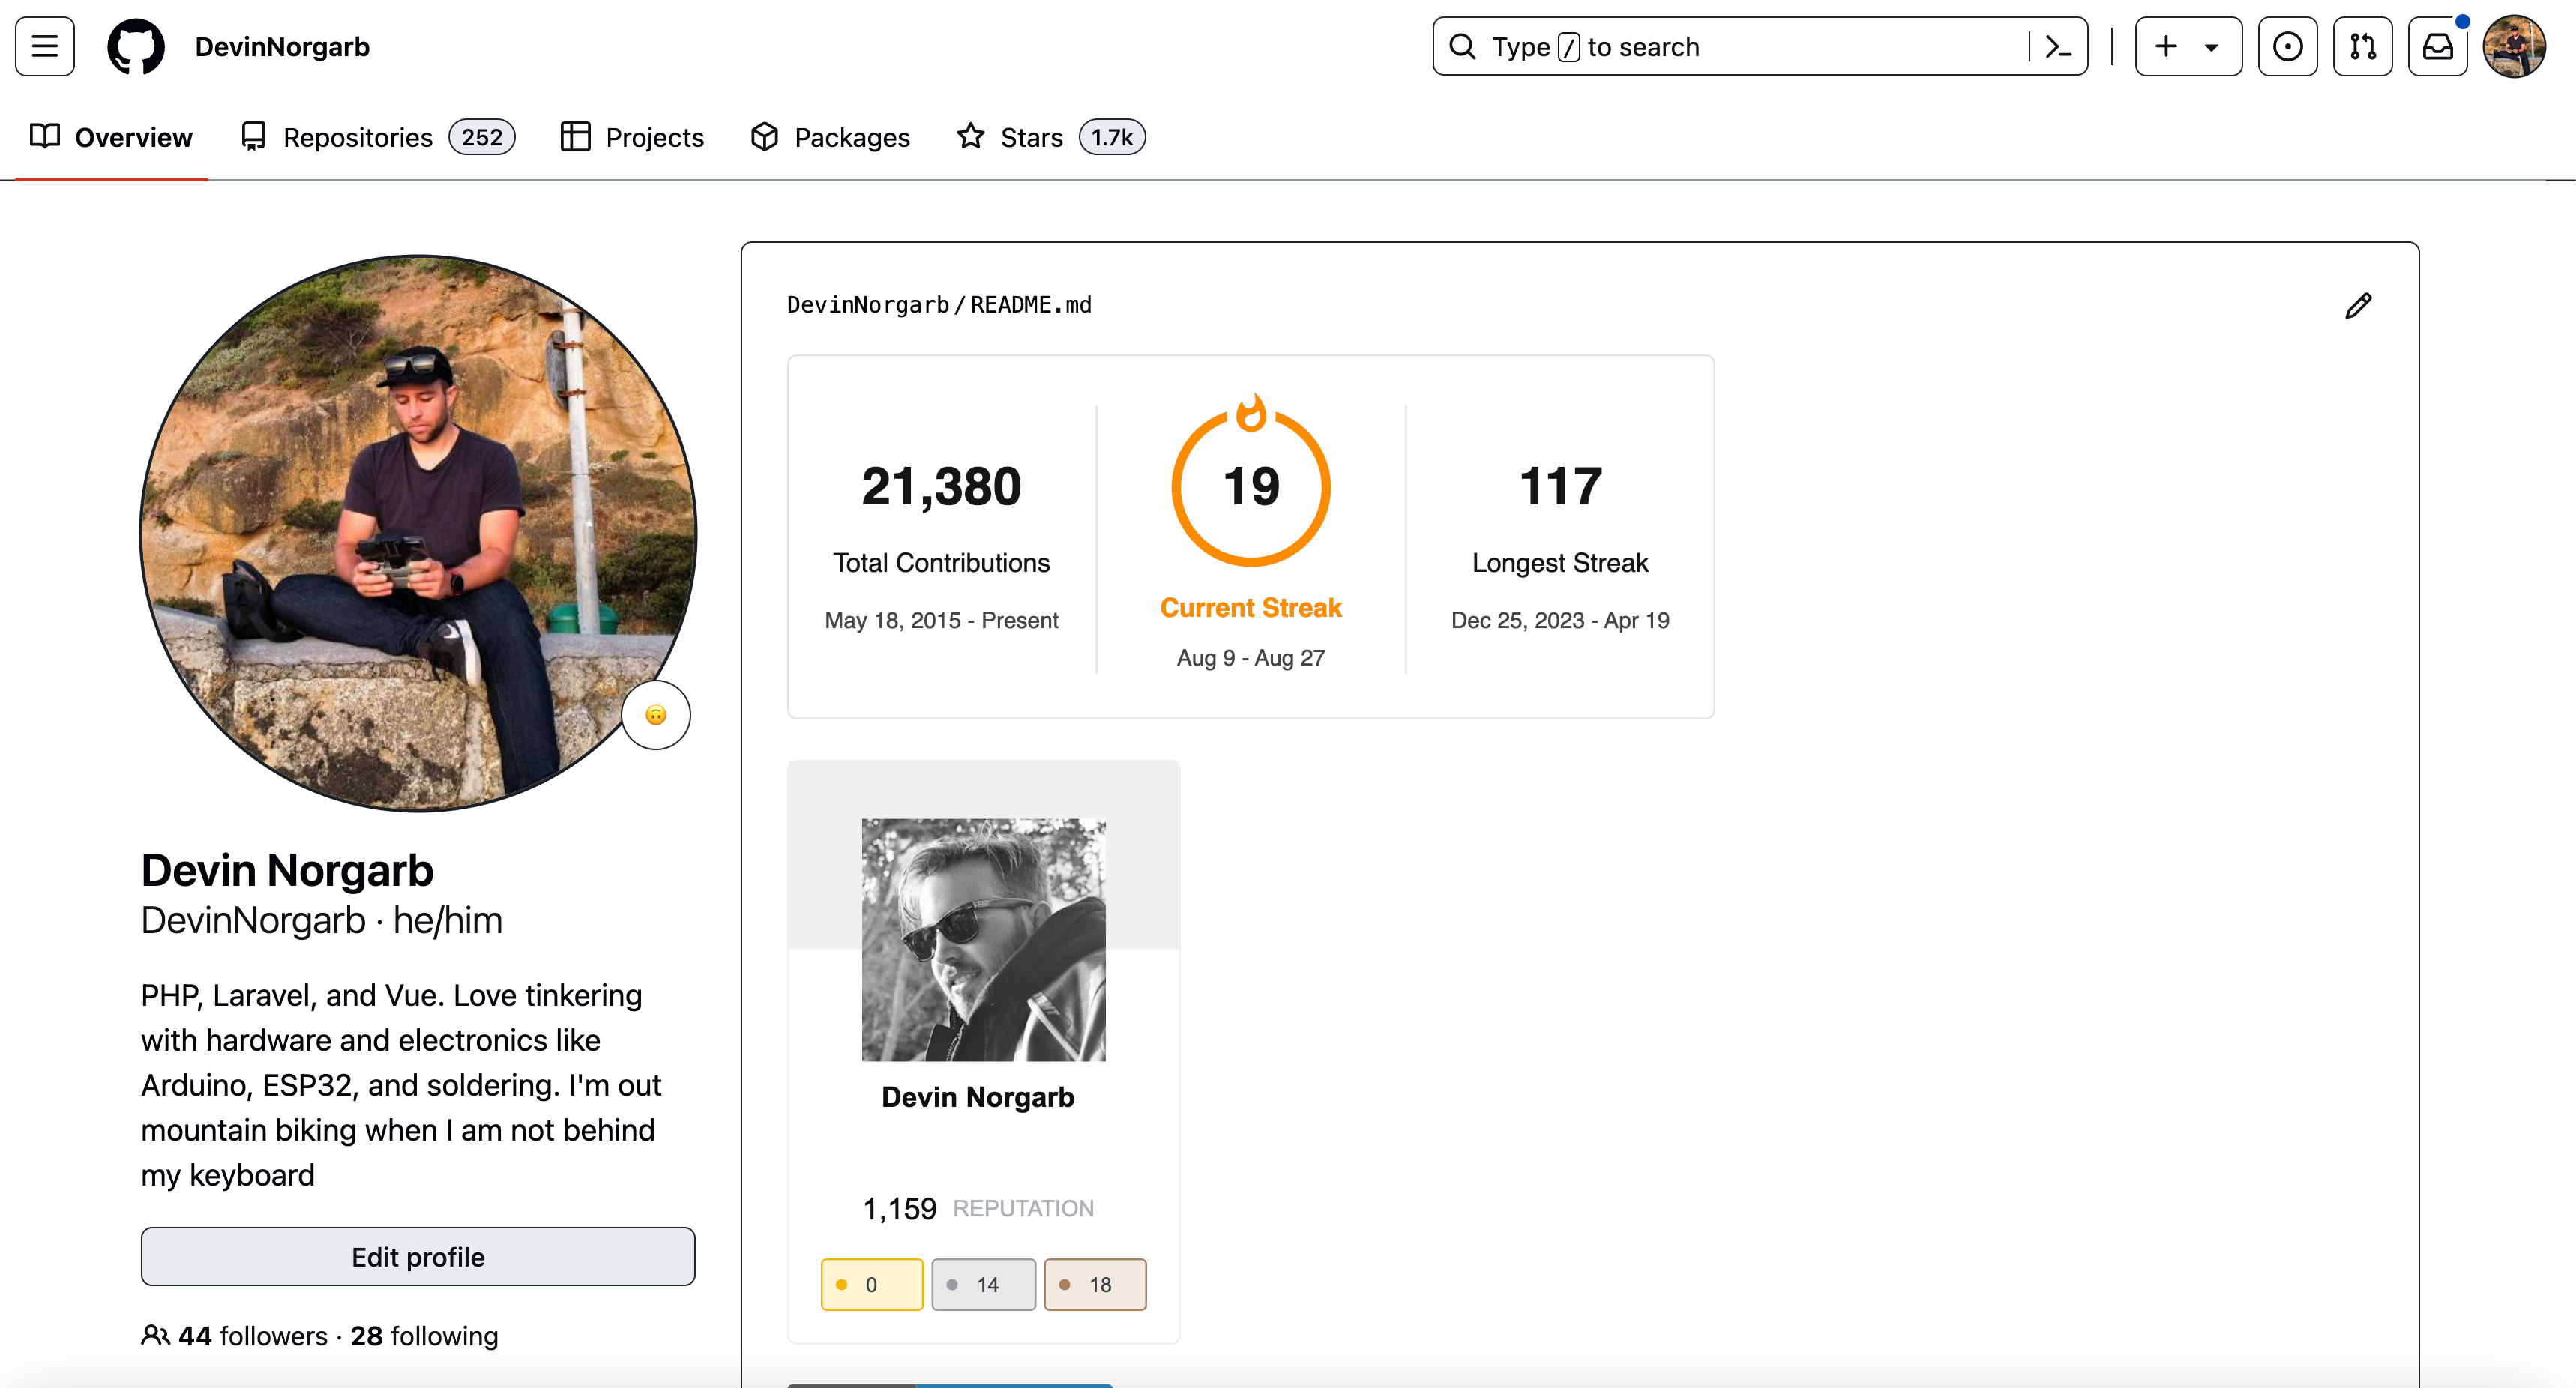 DevinNorgarb
Type / to search
Overview
Repositories 252
Projects
Packages
Stars 1.7k
DevinNorgarb / README.md
21,380
Total Contributions
May 18, 2015 - Present
19
Current Streak
Aug 9 - Aug 27
117
Longest Streak
Dec 25, 2023 - Apr 19
Devin Norgarb
DevinNorgarb · he/him
PHP, Laravel, and Vue. Love tinkering
with hardware and electronics like
Arduino, ESP32, and soldering. I'm out
mountain biking when I am not behind
my keyboard
Edit profile
44 followers · 28 following
Devin Norgarb
1,159 REPUTATION
0
14
18